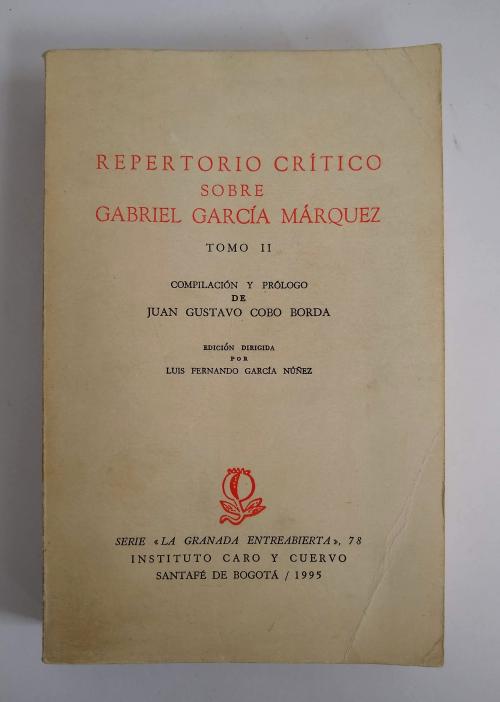 REPERTORIO CRÍTICO
SOBRE
GABRIEL GARCÍA MÁRQUEZ
TOMO II
COMPILACIÓN Y PRÓLOGO
DE
JUAN GUSTAVO COBO BORDA
EDICIÓN DIRIGIDA
POR
LUIS FERNANDO GARCÍA NÚÑEZ
SERIE «LA GRANADA ENTREABIERTA», 78
INSTITUTO CARO Y CUERVO
SANTAFÉ DE BOGOTÁ / 1995